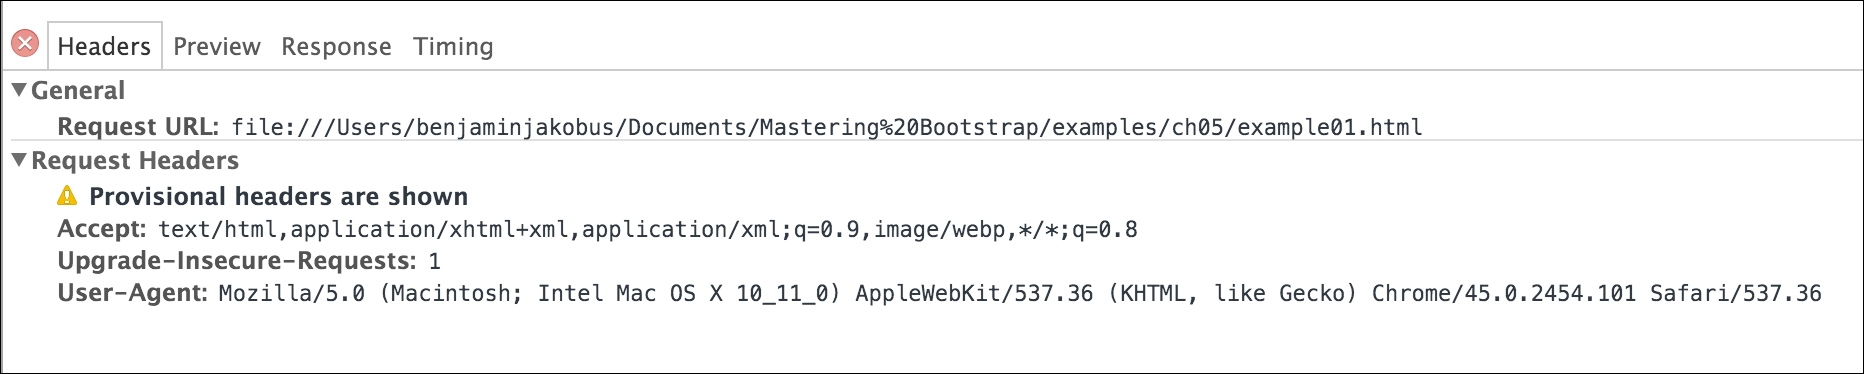 Headers Preview Response Timing
General
Request URL: file:///Users/benjaminjakobus/Documents/Mastering%20Bootstrap/examples/ch05/example01.html
Request Headers
Provisional headers are shown
Accept: text/html,application/xhtml+xml,application/xml;q=0.9,image/webp,*/*;q=0.8
Upgrade-Insecure-Requests: 1
User-Agent: Mozilla/5.0 (Macintosh; Intel Mac OS X 10_11_0) AppleWebKit/537.36 (KHTML, like Gecko) Chrome/45.0.2454.101 Safari/537.36